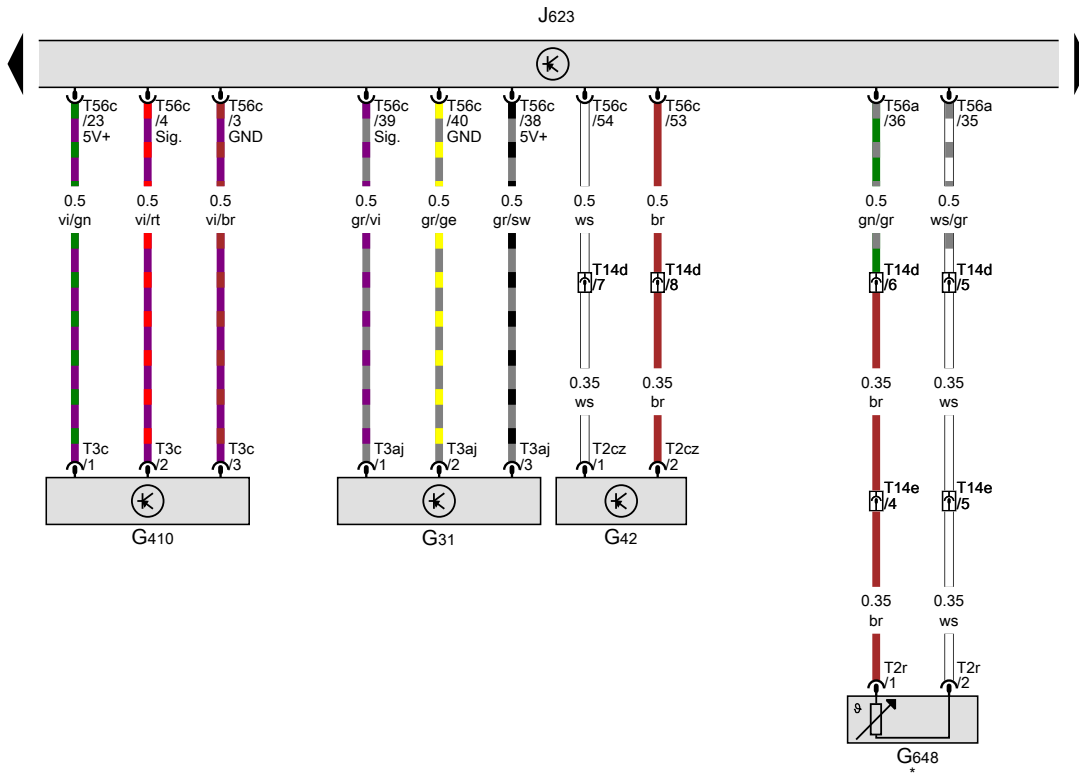 J623
T56c
/23
5V+
T56c
/4
Sig.
T56c
/3
GND
T56c
/39
Sig.
T56c
/40
GND
T56c
/38
5V+
T56c
/54
T56c
/53
T56a
/36
T56a
/35
0.5
vi/gn
0.5
vi/rt
0.5
vi/br
0.5
gr/vi
0.5
gr/ge
0.5
gr/sw
0.5
ws
0.5
br
0.5
gn/gr
0.5
ws/gr
T14d
/7
T14d
/8
T14d
/6
T14d
/5
0.35
ws
0.35
br
0.35
br
0.35
ws
T3c
/1
T3c
/2
T3c
/3
T3aj
/1
T3aj
/2
T3aj
/3
T2cz
/1
T2cz
/2
T14e
/4
T14e
/5
G410
G31
G42
0.35
br
0.35
ws
T2r
/1
T2r
/2
ϑ
G648
*